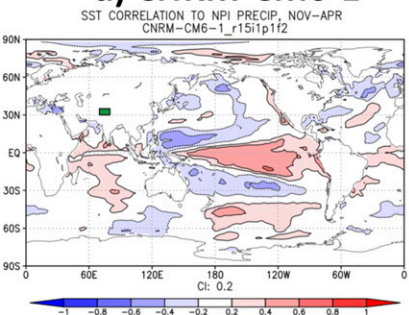 SST CORRELATION TO NPI PRECIP, NOV-APR
CNRM-CM6-1_r15i1p1f2
90N
60N
30N
EQ
30S
60S
90S
0 60E 120E 180 120W 60W 0
CI: 0.2
-1 -0.8 -0.6 -0.4 -0.2 0.2 0.4 0.6 0.8 1